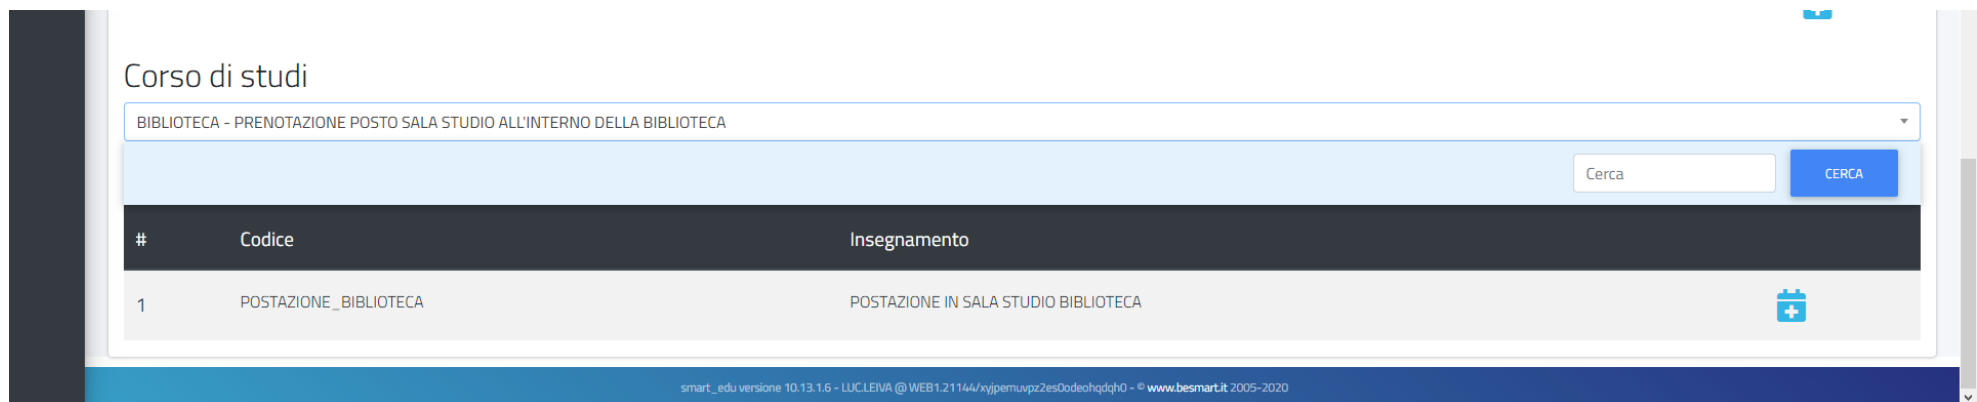 Corso di studi
BIBLIOTECA - PRENOTAZIONE POSTO SALA STUDIO ALL'INTERNO DELLA BIBLIOTECA
Cerca CERCA
# Codice Insegnamento
1 POSTAZIONE_BIBLIOTECA POSTAZIONE IN SALA STUDIO BIBLIOTECA
smart_edu versione 10.13.1.6 - LUC.LEIVA @ WEB1.21144/xyjpemuvpz2es0odeohqdqh0 - © www.besmart.it 2005-2020